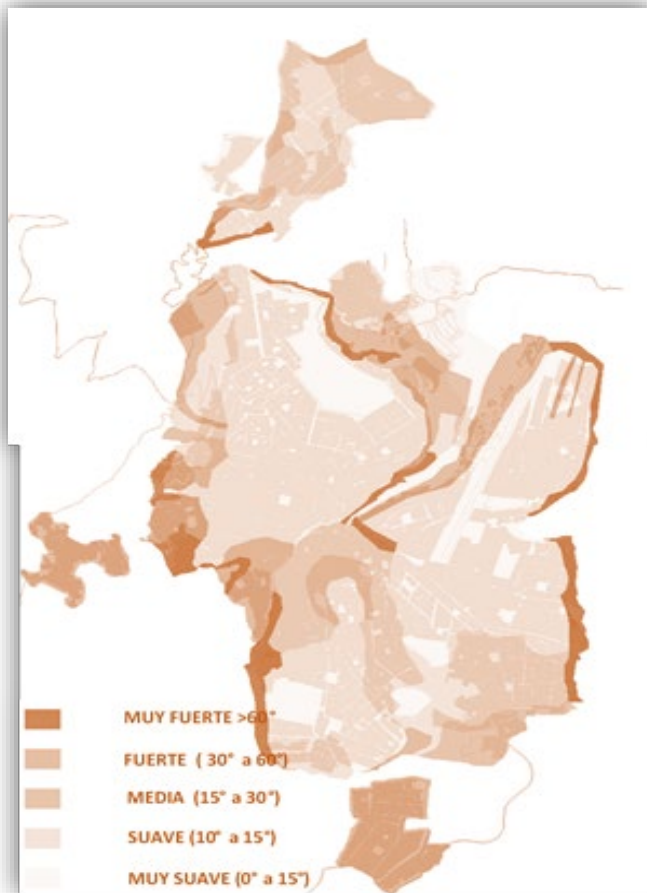 MUY FUERTE >60°
FUERTE ( 30° a 60°)
MEDIA (15° a 30°)
SUAVE (10° a 15°)
MUY SUAVE (0° a 15°)